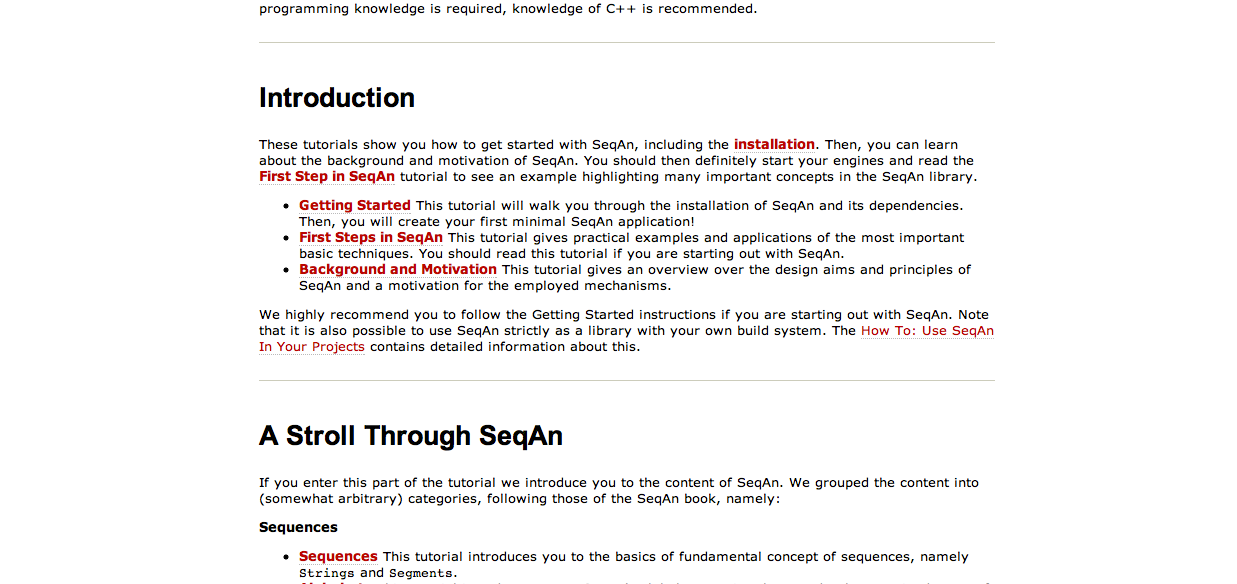 programming knowledge is required, knowledge of C++ is recommended.
Introduction
These tutorials show you how to get started with SeqAn, including the installation. Then, you can learn
about the background and motivation of SeqAn. You should then definitely start your engines and read the
First Step in SeqAn tutorial to see an example highlighting many important concepts in the SeqAn library.
• Getting Started This tutorial will walk you through the installation of SeqAn and its dependencies.
Then, you will create your first minimal SeqAn application!
• First Steps in SeqAn This tutorial gives practical examples and applications of the most important
basic techniques. You should read this tutorial if you are starting out with SeqAn.
• Background and Motivation This tutorial gives an overview over the design aims and principles of
SeqAn and a motivation for the employed mechanisms.
We highly recommend you to follow the Getting Started instructions if you are starting out with SeqAn. Note
that it is also possible to use SeqAn strictly as a library with your own build system. The How To: Use SeqAn
In Your Projects contains detailed information about this.
A Stroll Through SeqAn
If you enter this part of the tutorial we introduce you to the content of SeqAn. We grouped the content into
(somewhat arbitrary) categories, following those of the SeqAn book, namely:
Sequences
• Sequences This tutorial introduces you to the basics of fundamental concept of sequences, namely
Strings and Segments.